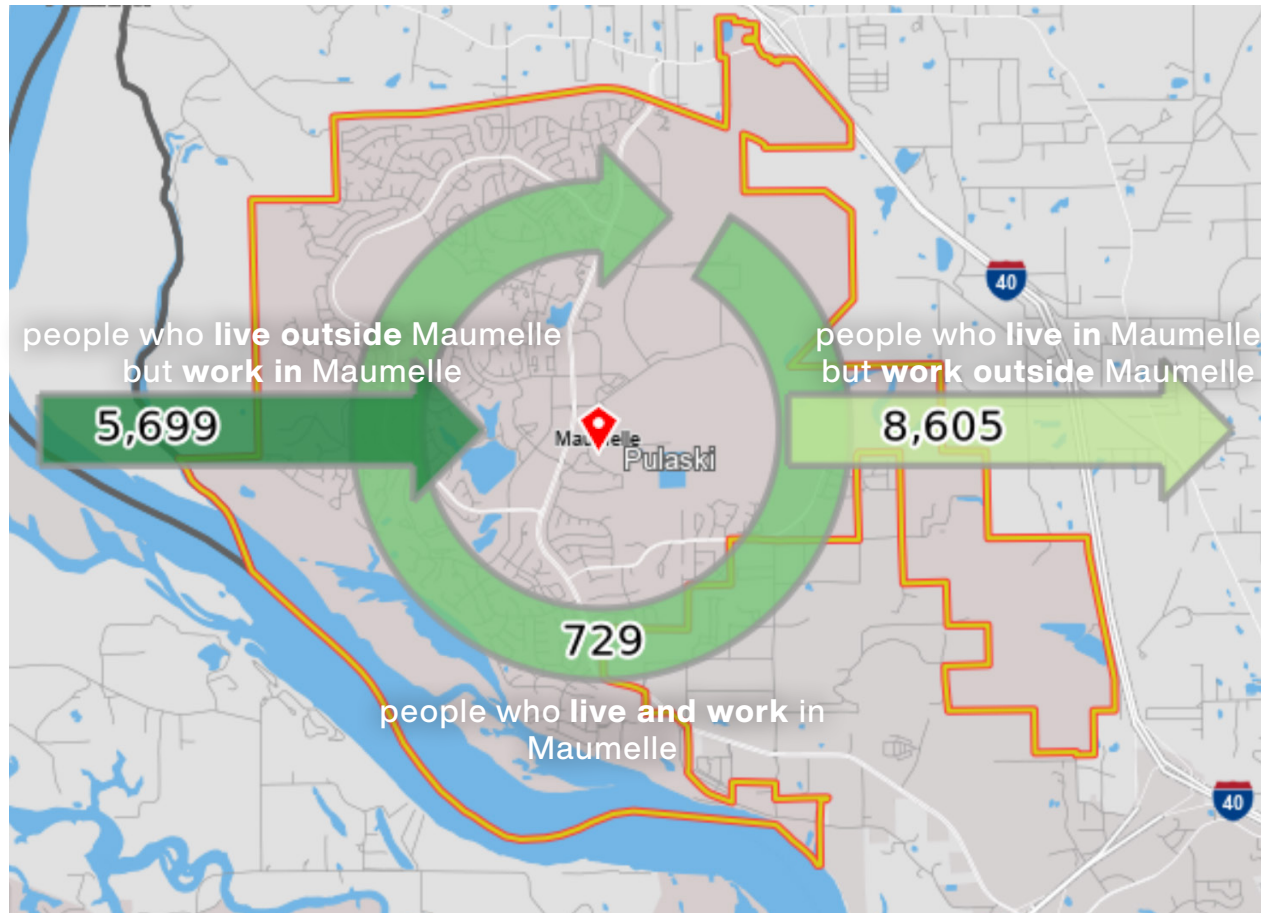 40
people who live outside Maumelle
but work in Maumelle
people who live in Maumelle
but work outside Maumelle
5,699
8,605
Maumelle
Pulaski
729
people who live and work in
Maumelle
40